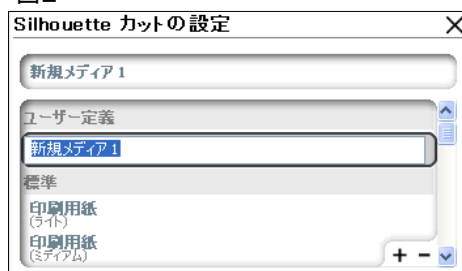 Silhouette カットの設定
新規メディア 1
ユーザー定義
新規メディア 1
標準
印刷用紙
(ライト)
印刷用紙
(ミディアム)